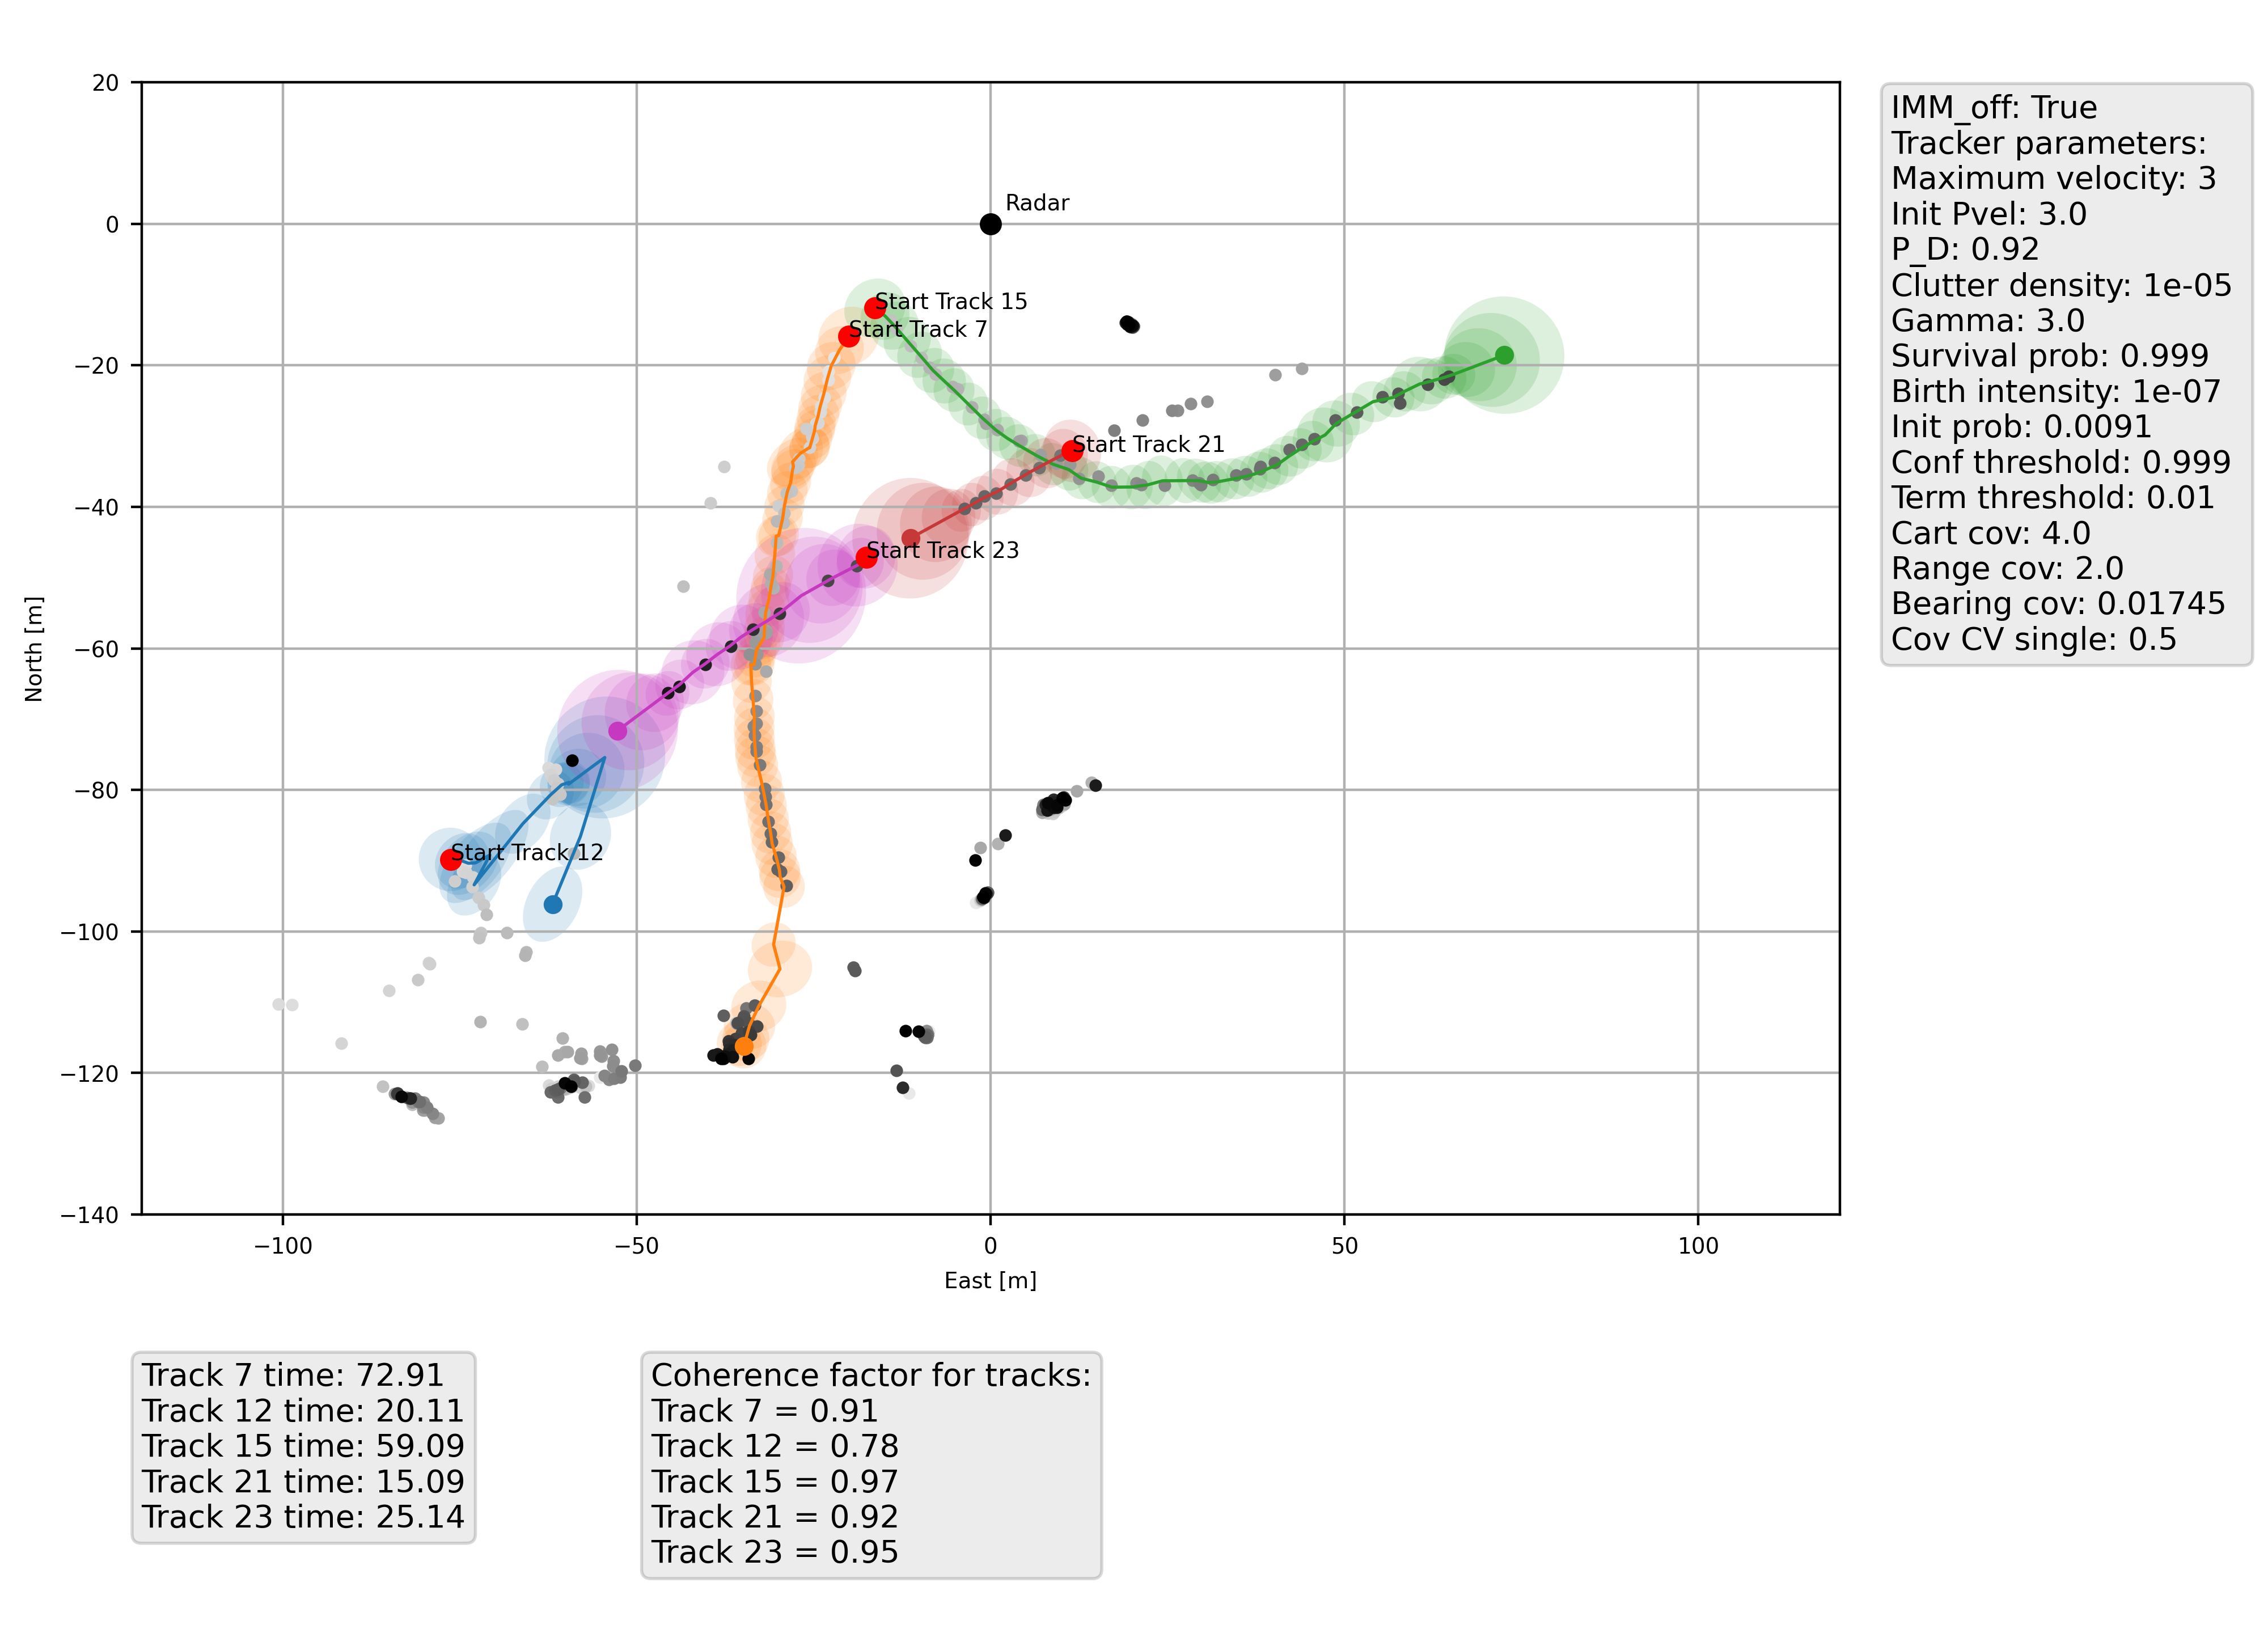 20
0
−20
−40
−60
−80
−100
−120
−140
−100
−50
0
50
100
East [m]
North [m]
Radar
Start Track 15
Start Track 7
Start Track 21
Start Track 23
Start Track 12
IMM_off: True
Tracker parameters:
Maximum velocity: 3
Init Pvel: 3.0
P_D: 0.92
Clutter density: 1e-05
Gamma: 3.0
Survival prob: 0.999
Birth intensity: 1e-07
Init prob: 0.0091
Conf threshold: 0.999
Term threshold: 0.01
Cart cov: 4.0
Range cov: 2.0
Bearing cov: 0.01745
Cov CV single: 0.5
Track 7 time: 72.91
Track 12 time: 20.11
Track 15 time: 59.09
Track 21 time: 15.09
Track 23 time: 25.14
Coherence factor for tracks:
Track 7 = 0.91
Track 12 = 0.78
Track 15 = 0.97
Track 21 = 0.92
Track 23 = 0.95